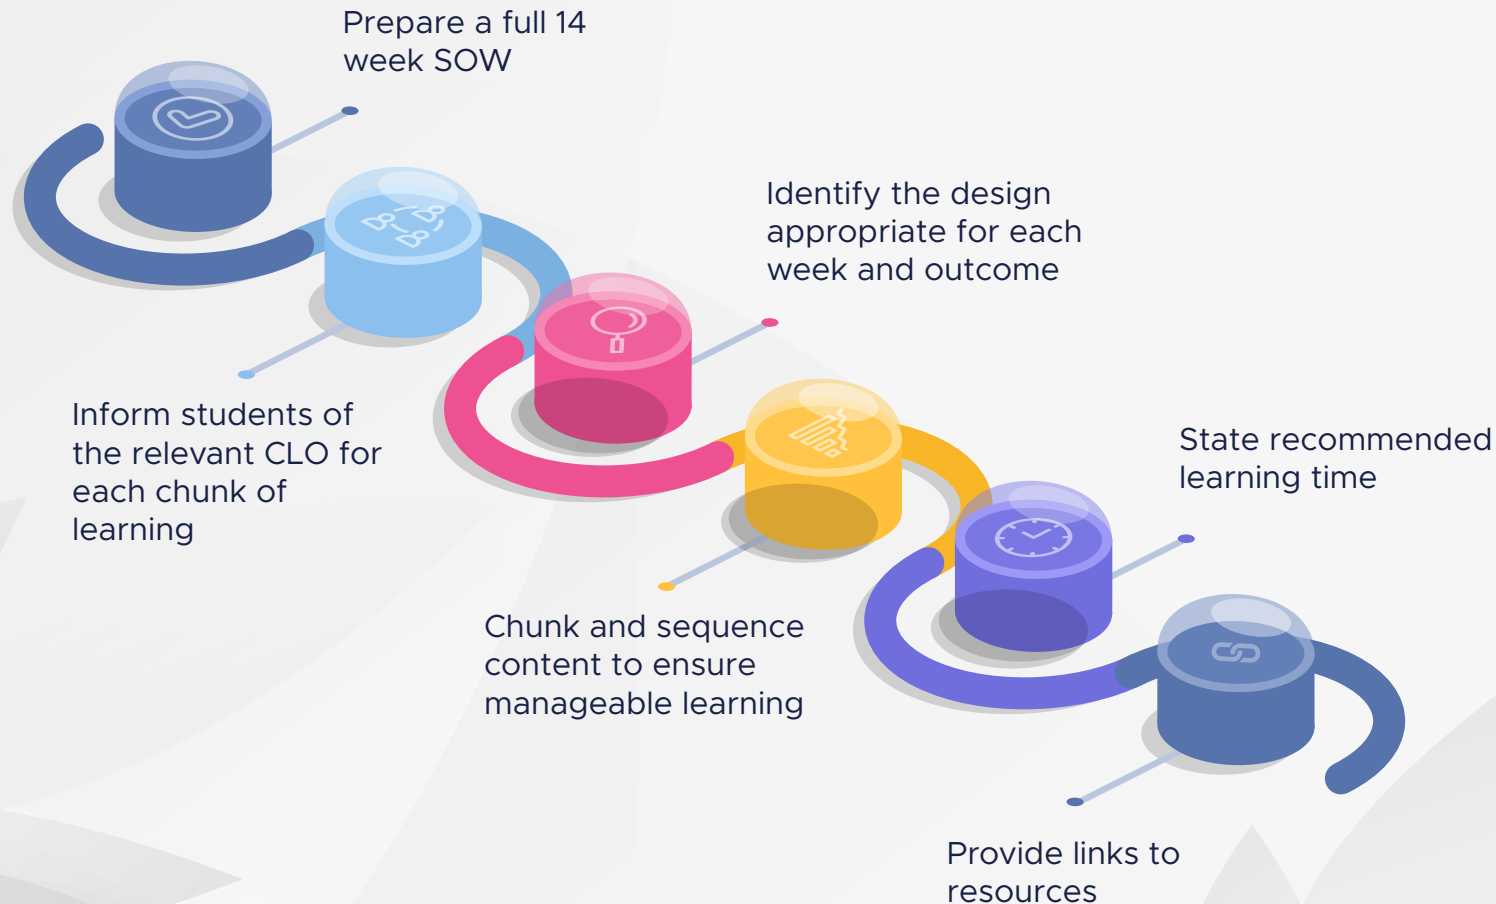 Prepare a full 14
week SOW
Inform students of
the relevant CLO for
each chunk of
learning
Identify the design
appropriate for each
week and outcome
Chunk and sequence
content to ensure
manageable learning
State recommended
learning time
Provide links to
resources